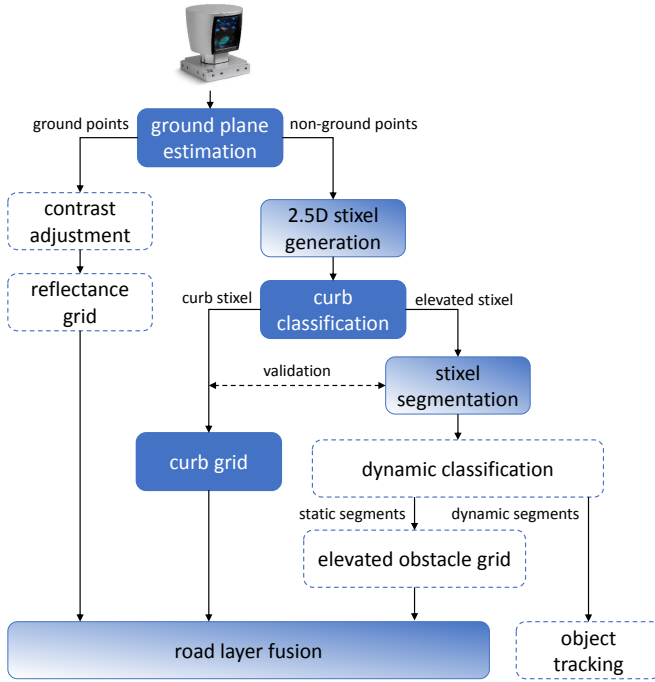 ground points
ground plane
estimation
non-ground points
contrast
adjustment
2.5D stixel
generation
reflectance
grid
curb stixel
curb
classification
elevated stixel
validation
stixel
segmentation
curb grid
dynamic classification
static segments
dynamic segments
elevated obstacle grid
road layer fusion
object
tracking